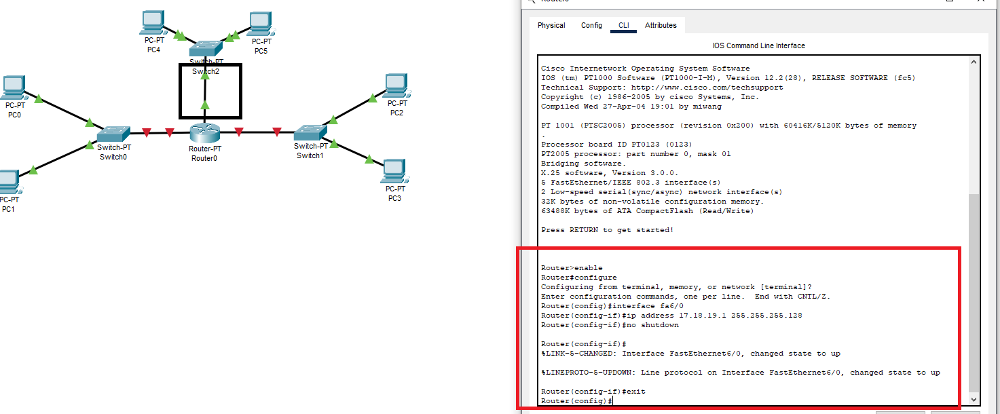 PC-PT
PC4
PC-PT
PC5
Switch-PT
Switch2
PC-PT
PC0
PC-PT
PC2
Switch-PT
Switch0
Router-PT
Router0
Switch-PT
Switch1
PC-PT
PC1
PC-PT
PC3
Router0
Physical
Config
CLI
Attributes
IOS Command Line Interface
Cisco Internetwork Operating System Software
IOS (tm) PT1000 Software (PT1000-I-M), Version 12.2(28), RELEASE SOFTWARE (fc5)
Technical Support: http://www.cisco.com/techsupport
Copyright (c) 1986-2005 by cisco Systems, Inc.
Compiled Wed 27-Apr-04 19:01 by miwang
PT 1001 (PTSC2005) processor (revision 0x200) with 60416K/5120K bytes of memory
.
Processor board ID PT0123 (0123)
PT2005 processor: part number 0, mask 01
Bridging software.
X.25 software, Version 3.0.0.
5 FastEthernet/IEEE 802.3 interface(s)
2 Low-speed serial(sync/async) network interface(s)
32K bytes of non-volatile configuration memory.
63488K bytes of ATA CompactFlash (Read/Write)
Press RETURN to get started!
Router>enable
Router#configure
Configuring from terminal, memory, or network [terminal]?
Enter configuration commands, one per line.  End with CNTL/Z.
Router(config)#interface fa6/0
Router(config-if)#ip address 17.18.19.1 255.255.255.128
Router(config-if)#no shutdown
Router(config-if)#
%LINK-5-CHANGED: Interface FastEthernet6/0, changed state to up
%LINEPROTO-5-UPDOWN: Line protocol on Interface FastEthernet6/0, changed state to up
Router(config-if)#exit
Router(config)#